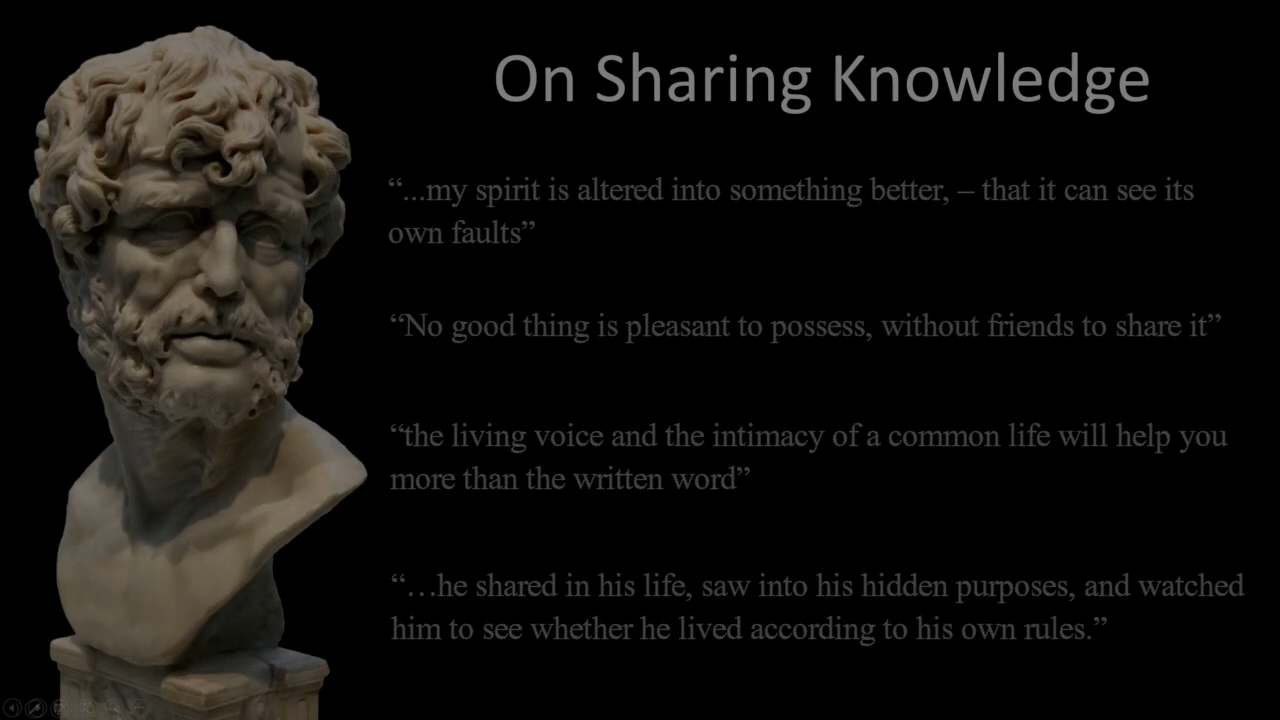 On Sharing Knowledge
“...my spirit is altered into something better, – that it can see its
own faults”
“No good thing is pleasant to possess, without friends to share it”
“the living voice and the intimacy of a common life will help you
more than the written word”
“…he shared in his life, saw into his hidden purposes, and watched
him to see whether he lived according to his own rules.”